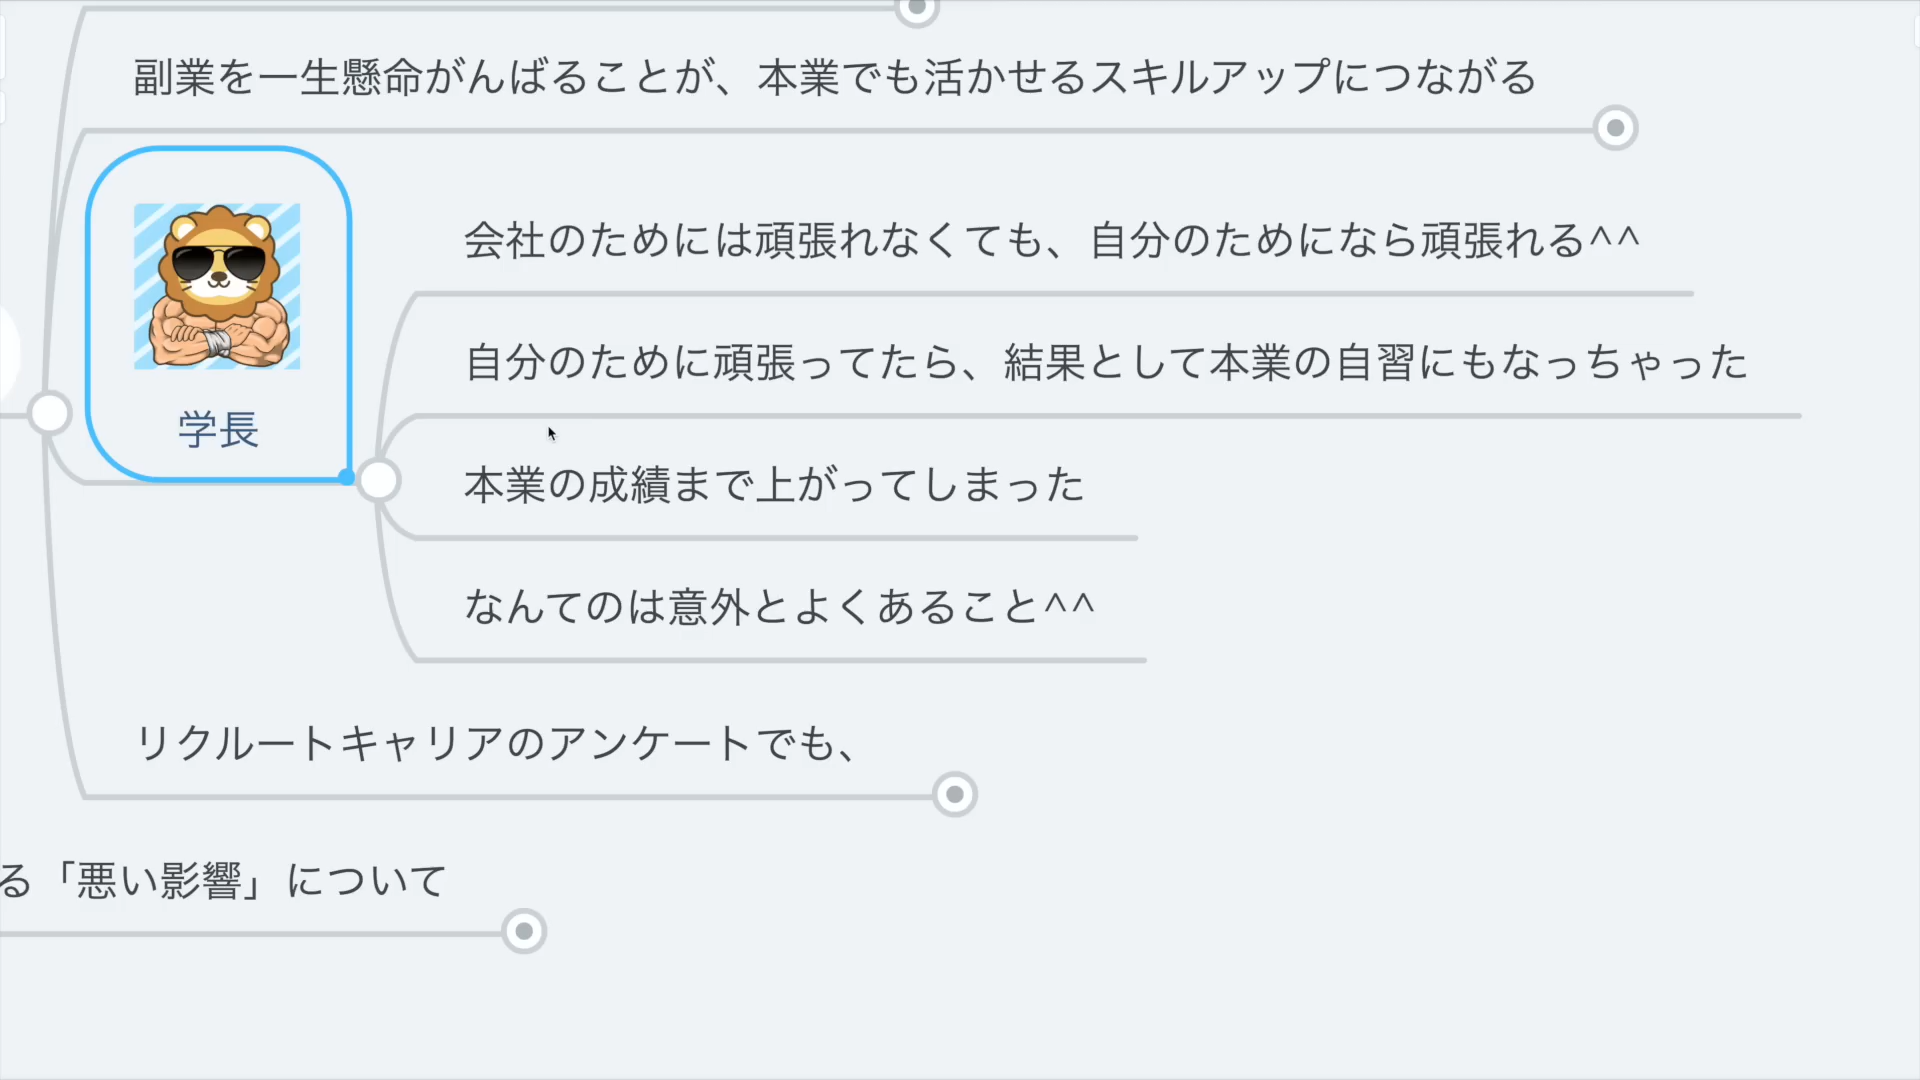 副業を一生懸命がんばることが、本業でも活かせるスキルアップにつながる
学長
会社のためには頑張れなくても、自分のためになら頑張れる^^
自分のために頑張ってたら、結果として本業の自習にもなっちゃった
本業の成績まで上がってしまった
なんてのは意外とよくあること^^
リクルートキャリアのアンケートでも、
る「悪い影響」について